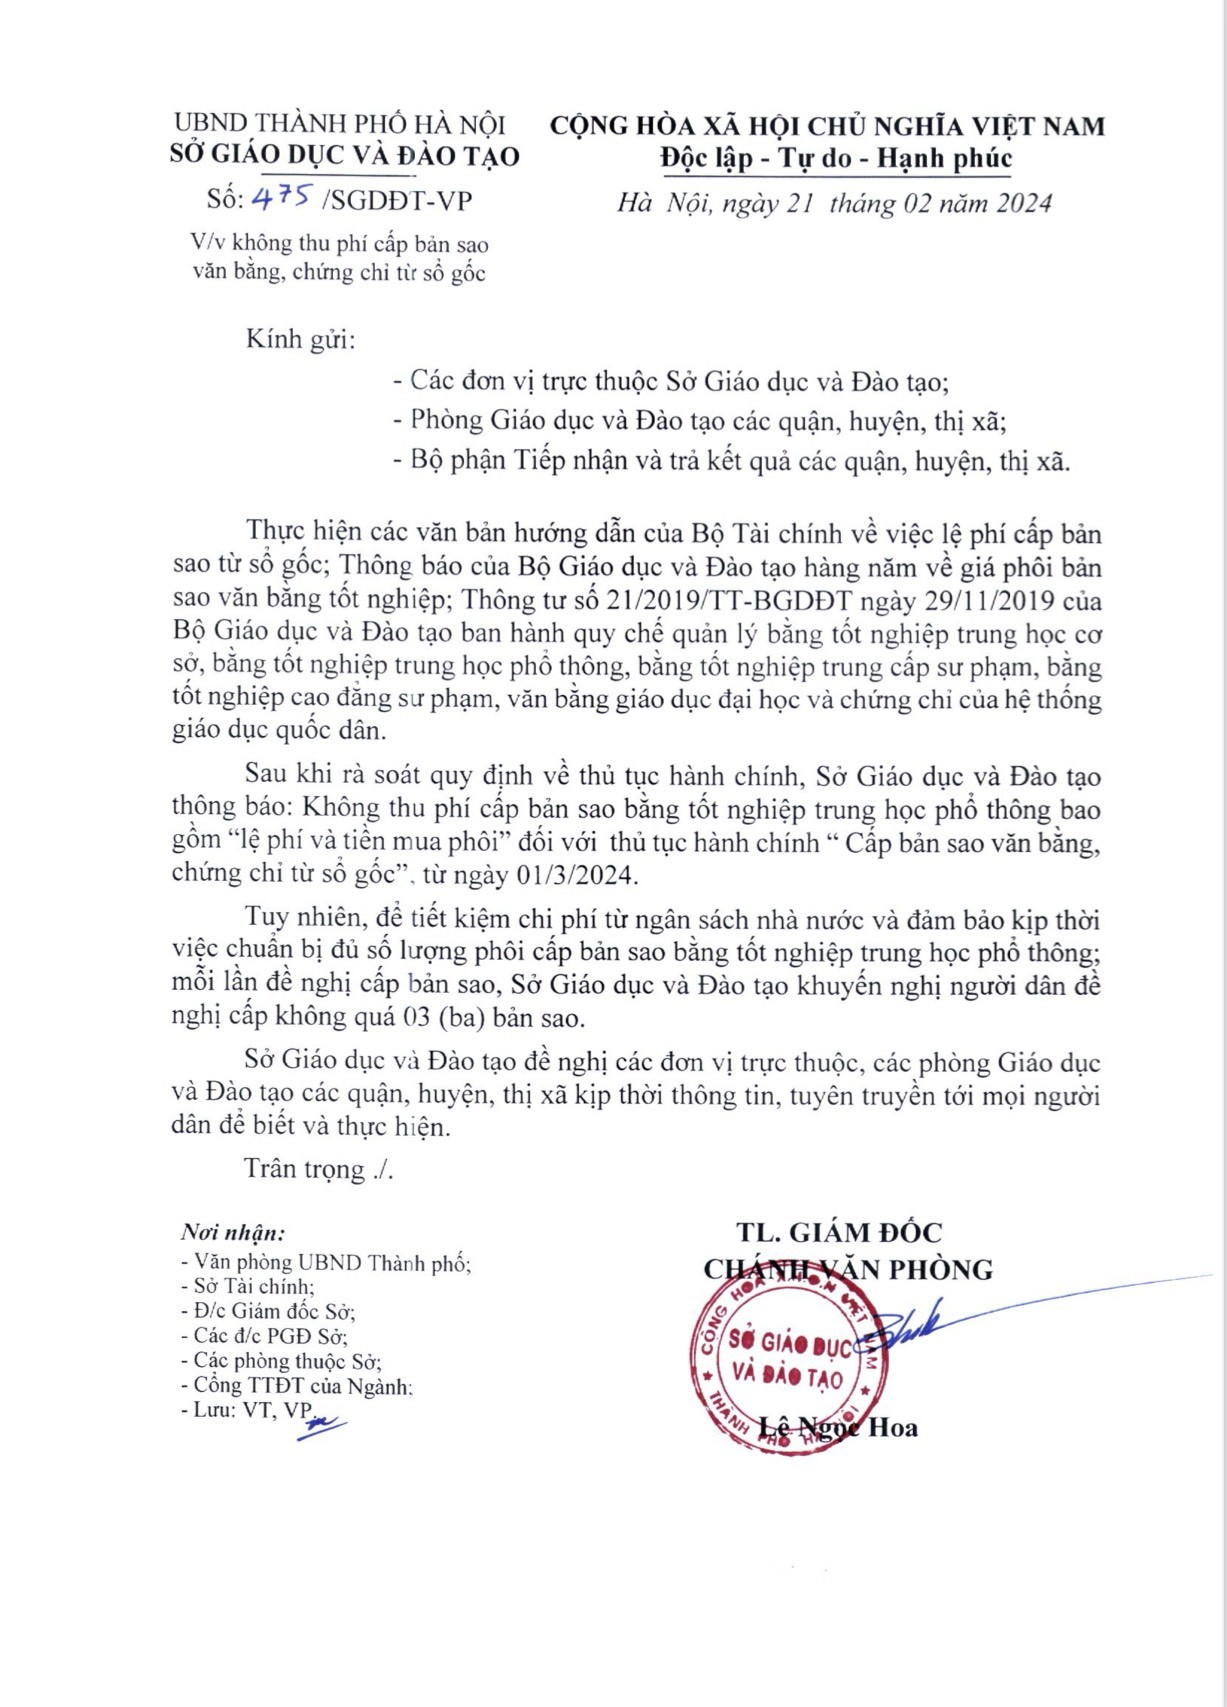 UBND THÀNH PHỐ HÀ NỘI
SỞ GIÁO DỤC VÀ ĐÀO TẠO
Số: 475 /SGDĐT-VP
V/v không thu phí cấp bản sao
văn bằng, chứng chỉ từ sổ gốc
CỘNG HÒA XÃ HỘI CHỦ NGHĨA VIỆT NAM
Độc lập - Tự do - Hạnh phúc
Hà Nội, ngày 21 tháng 02 năm 2024
Kính gửi:
- Các đơn vị trực thuộc Sở Giáo dục và Đào tạo;
- Phòng Giáo dục và Đào tạo các quận, huyện, thị xã;
- Bộ phận Tiếp nhận và trả kết quả các quận, huyện, thị xã.
Thực hiện các văn bản hướng dẫn của Bộ Tài chính về việc lệ phí cấp bản
sao từ sổ gốc; Thông báo của Bộ Giáo dục và Đào tạo hàng năm về giá phôi bản
sao văn bằng tốt nghiệp; Thông tư số 21/2019/TT-BGDĐT ngày 29/11/2019 của
Bộ Giáo dục và Đào tạo ban hành quy chế quản lý bằng tốt nghiệp trung học cơ
sở, bằng tốt nghiệp trung học phổ thông, bằng tốt nghiệp trung cấp sư phạm, bằng
tốt nghiệp cao đẳng sư phạm, văn bằng giáo dục đại học và chứng chỉ của hệ thống
giáo dục quốc dân.
Sau khi rà soát quy định về thủ tục hành chính, Sở Giáo dục và Đào tạo
thông báo: Không thu phí cấp bản sao bằng tốt nghiệp trung học phổ thông bao
gồm “lệ phí và tiền mua phôi” đối với thủ tục hành chính “ Cấp bản sao văn bằng,
chứng chỉ từ sổ gốc”, từ ngày 01/3/2024.
Tuy nhiên, để tiết kiệm chi phí từ ngân sách nhà nước và đảm bảo kịp thời
việc chuẩn bị đủ số lượng phôi cấp bản sao bằng tốt nghiệp trung học phổ thông;
mỗi lần đề nghị cấp bản sao, Sở Giáo dục và Đào tạo khuyến nghị người dân đề
nghị cấp không quá 03 (ba) bản sao.
Sở Giáo dục và Đào tạo đề nghị các đơn vị trực thuộc, các phòng Giáo dục
và Đào tạo các quận, huyện, thị xã kịp thời thông tin, tuyên truyền tới mọi người
dân để biết và thực hiện.
Trân trọng ./.
Nơi nhận:
- Văn phòng UBND Thành phố;
- Sở Tài chính;
- Đ/c Giám đốc Sở;
- Các đ/c PGĐ Sở;
- Các phòng thuộc Sở;
- Cổng TTĐT của Ngành;
- Lưu: VT, VP.
TL. GIÁM ĐỐC
CHÁNH VĂN PHÒNG
CỘNG HÒA X.H.C.N VIỆT NAM
SỞ GIÁO DỤC
VÀ ĐÀO TẠO
THÀNH PHỐ HÀ NỘI
Lê Ngọc Hoa